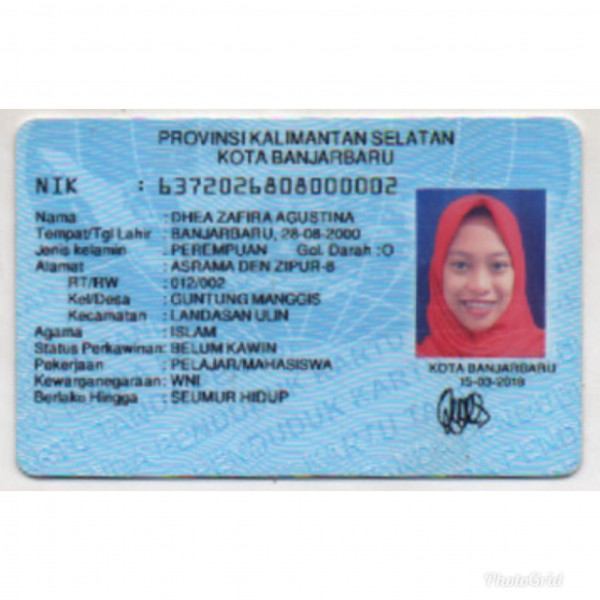 PROVINSI KALIMANTAN SELATAN
KOTA BANJARBARU
NIK : 6372026808000002
Nama : DHEA ZAFIRA AGUSTINA
Tempat/Tgl Lahir : BANJARBARU, 28-08-2000
Jenis kelamin : PEREMPUAN Gol. Darah :O
Alamat : ASRAMA DEN ZIPUR-8
RT/RW : 012/002
Kel/Desa : GUNTUNG MANGGIS
Kecamatan : LANDASAN ULIN
Agama : ISLAM
Status Perkawinan: BELUM KAWIN
Pekerjaan : PELAJAR/MAHASISWA
Kewarganegaraan: WNI
Berlaku Hingga : SEUMUR HIDUP
KOTA BANJARBARU
15-03-2018
PhotoGrid